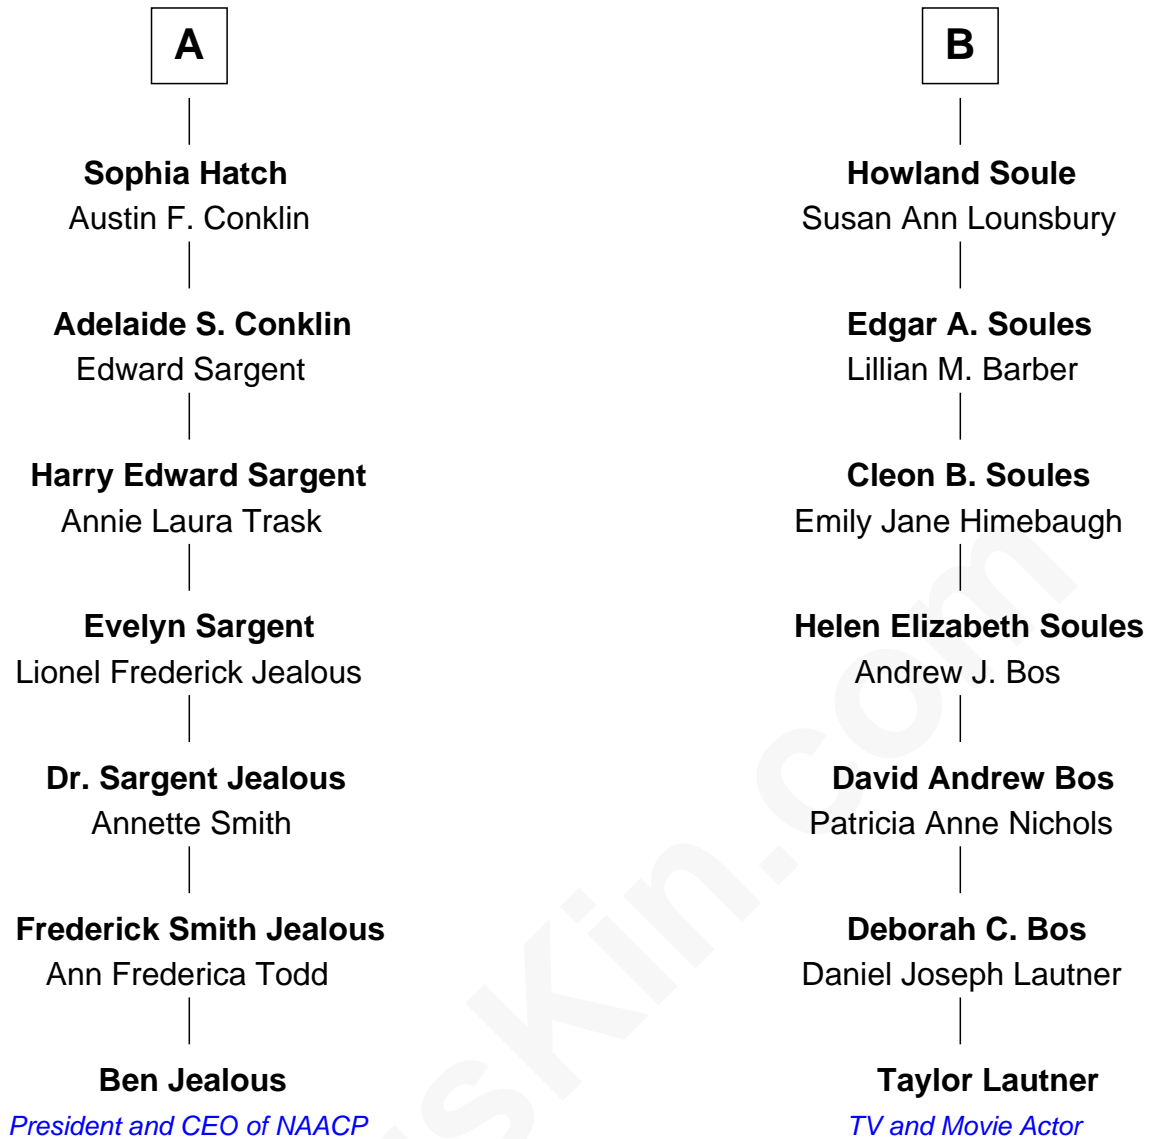 A
Sophia Hatch
Austin F. Conklin
Adelaide S. Conklin
Edward Sargent
Harry Edward Sargent
Annie Laura Trask
Evelyn Sargent
Lionel Frederick Jealous
Dr. Sargent Jealous
Annette Smith
Frederick Smith Jealous
Ann Frederica Todd
Ben Jealous
President and CEO of NAACP
B
Howland Soule
Susan Ann Lounsbury
Edgar A. Soules
Lillian M. Barber
Cleon B. Soules
Emily Jane Himebaugh
Helen Elizabeth Soules
Andrew J. Bos
David Andrew Bos
Patricia Anne Nichols
Deborah C. Bos
Daniel Joseph Lautner
Taylor Lautner
TV and Movie Actor
usKin.com